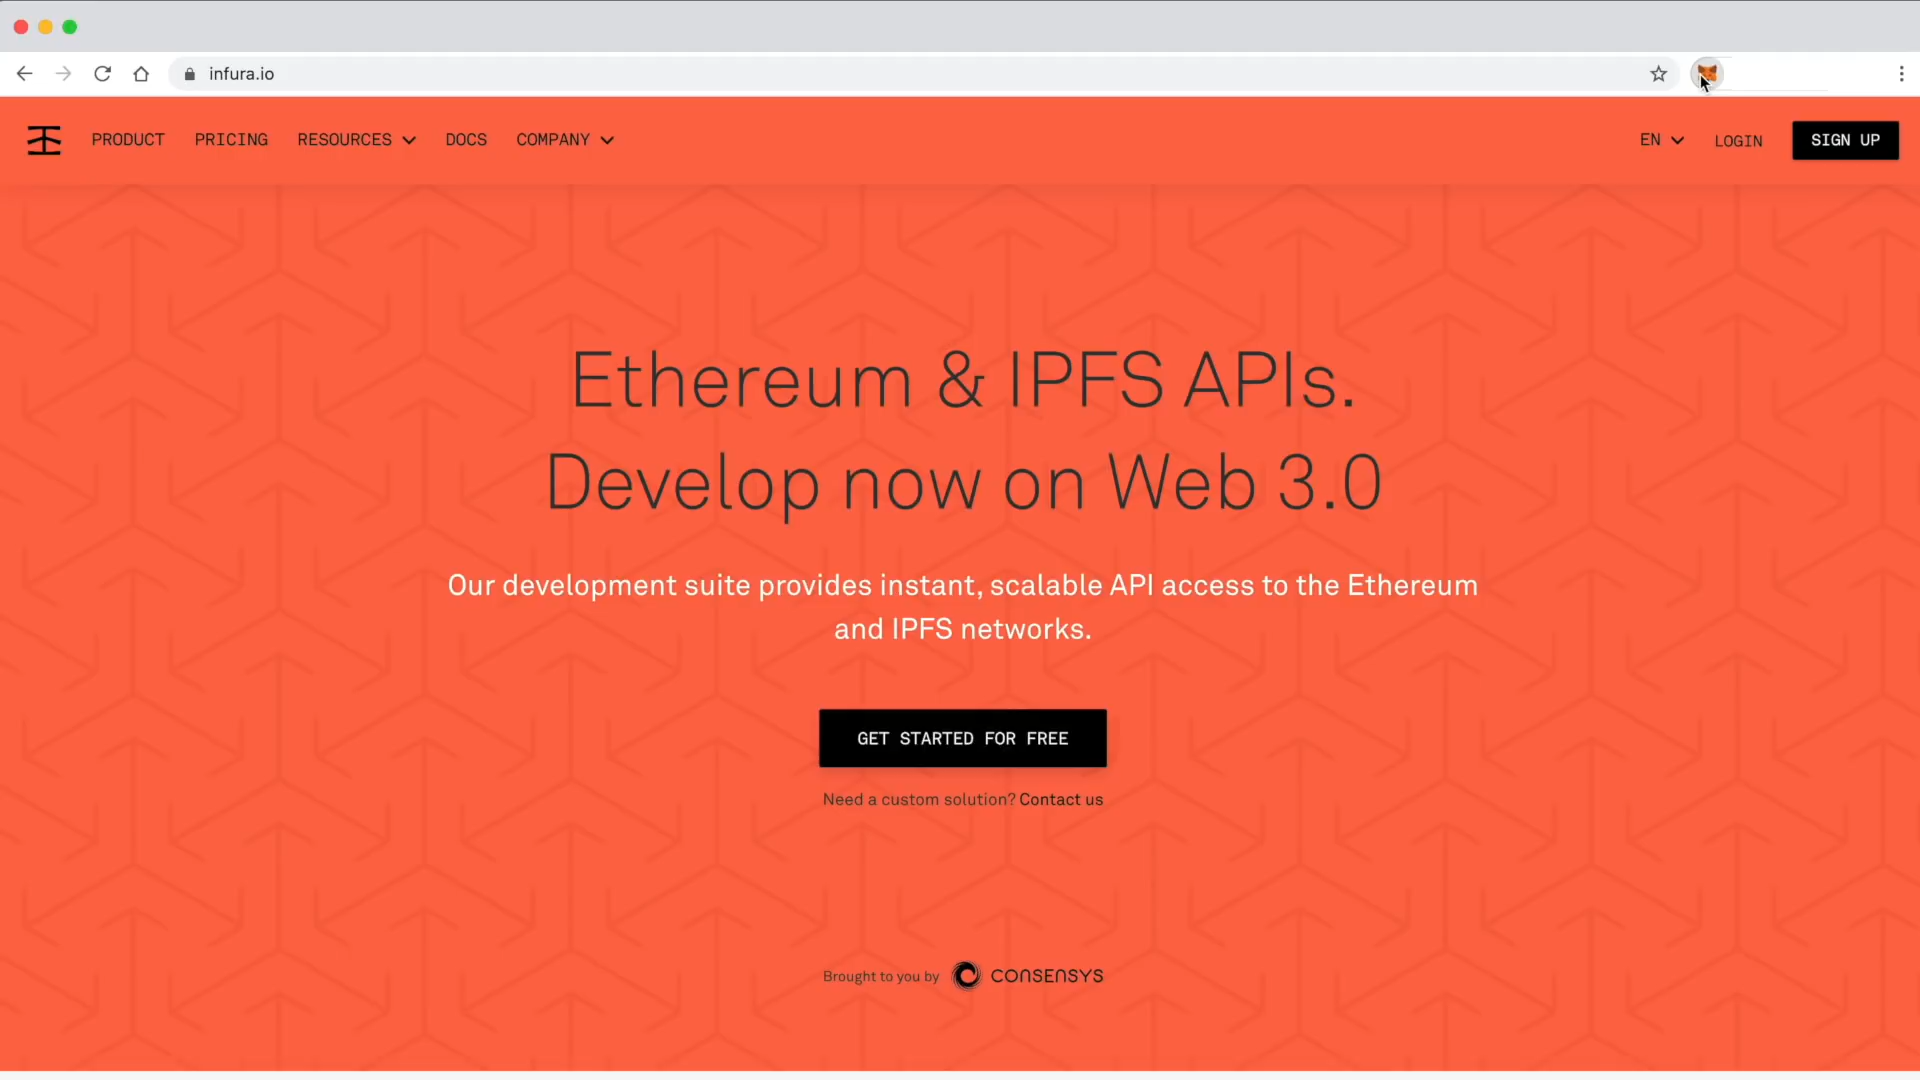 infura.io
PRODUCT PRICING RESOURCES DOCS COMPANY EN LOGIN SIGN UP
Ethereum & IPFS APIs.
Develop now on Web 3.0
Our development suite provides instant, scalable API access to the Ethereum
and IPFS networks.
GET STARTED FOR FREE
Need a custom solution? Contact us
Brought to you by CONSENSYS